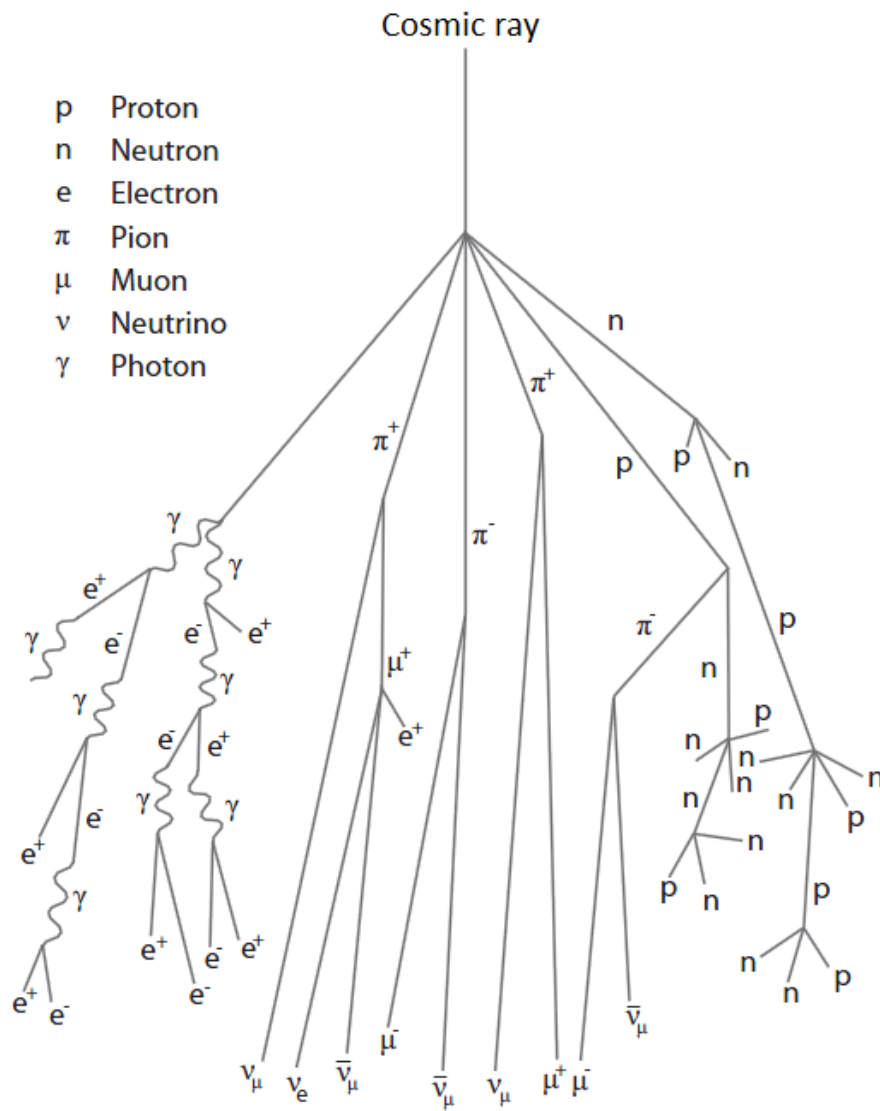 Cosmic ray
p Proton
n Neutron
e Electron
π Pion
μ Muon
ν Neutrino
γ Photon
n
π⁺
π⁺
p
p
n
π⁻
γ
γ
e⁺
e⁻
e⁻
e⁺
γ
π⁻
p
n
μ⁺
γ
γ
e⁺
p
n
e⁻
e⁺
n
n
n
n
n
γ
γ
e⁻
p
e⁺
n
p
γ
p
n
n
e⁺
e⁻
e⁺
e⁻
n
p
e⁺
e⁻
n
ν̅μ
μ⁻
νμ
νe
ν̅μ
ν̅μ
νμ
μ⁺
μ⁻